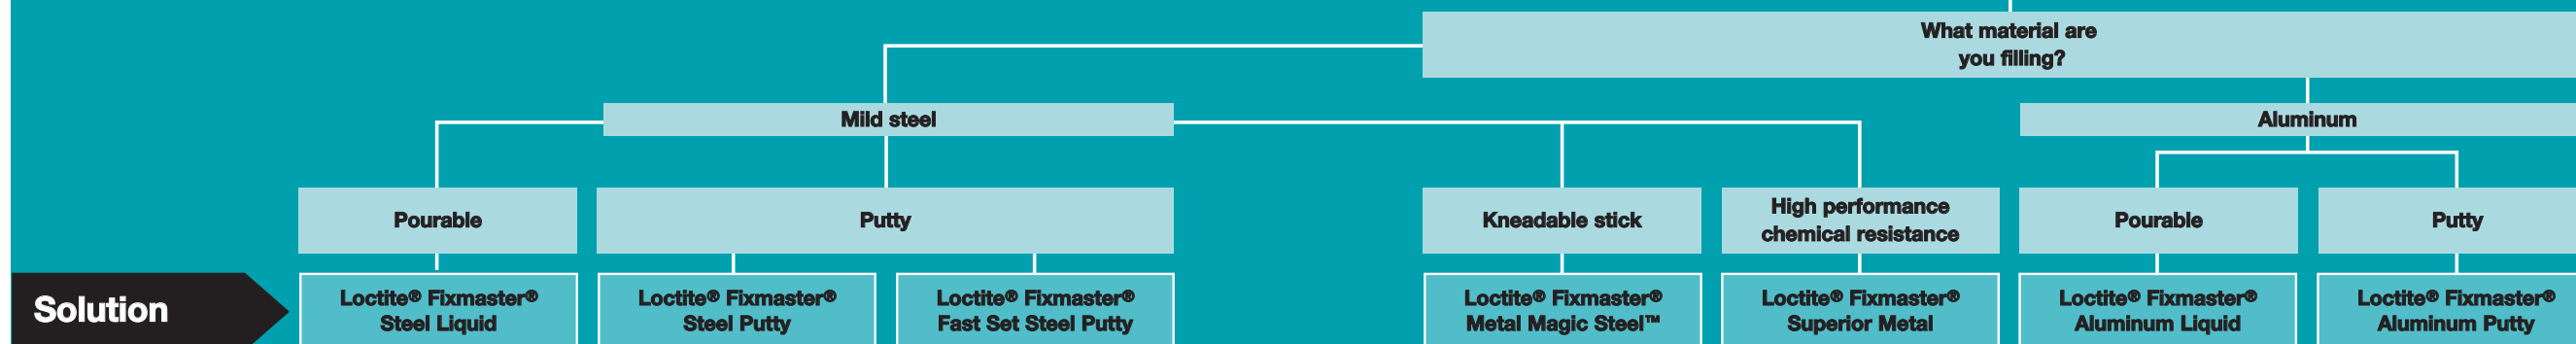 What material are
you filling?
Mild steel
Aluminum
Pourable
Putty
Kneadable stick
High performance
chemical resistance
Pourable
Putty
Solution
Loctite® Fixmaster®
Steel Liquid
Loctite® Fixmaster®
Steel Putty
Loctite® Fixmaster®
Fast Set Steel Putty
Loctite® Fixmaster®
Metal Magic Steel™
Loctite® Fixmaster®
Superior Metal
Loctite® Fixmaster®
Aluminum Liquid
Loctite® Fixmaster®
Aluminum Putty